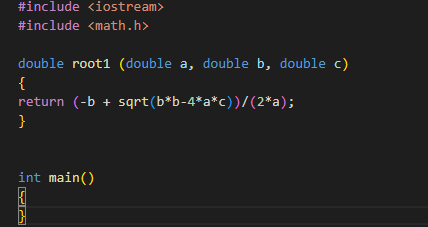 #include <iostream>
#include <math.h>
double root1 (double a, double b, double c)
{
return (-b + sqrt(b*b-4*a*c))/(2*a);
}
int main()
{
}